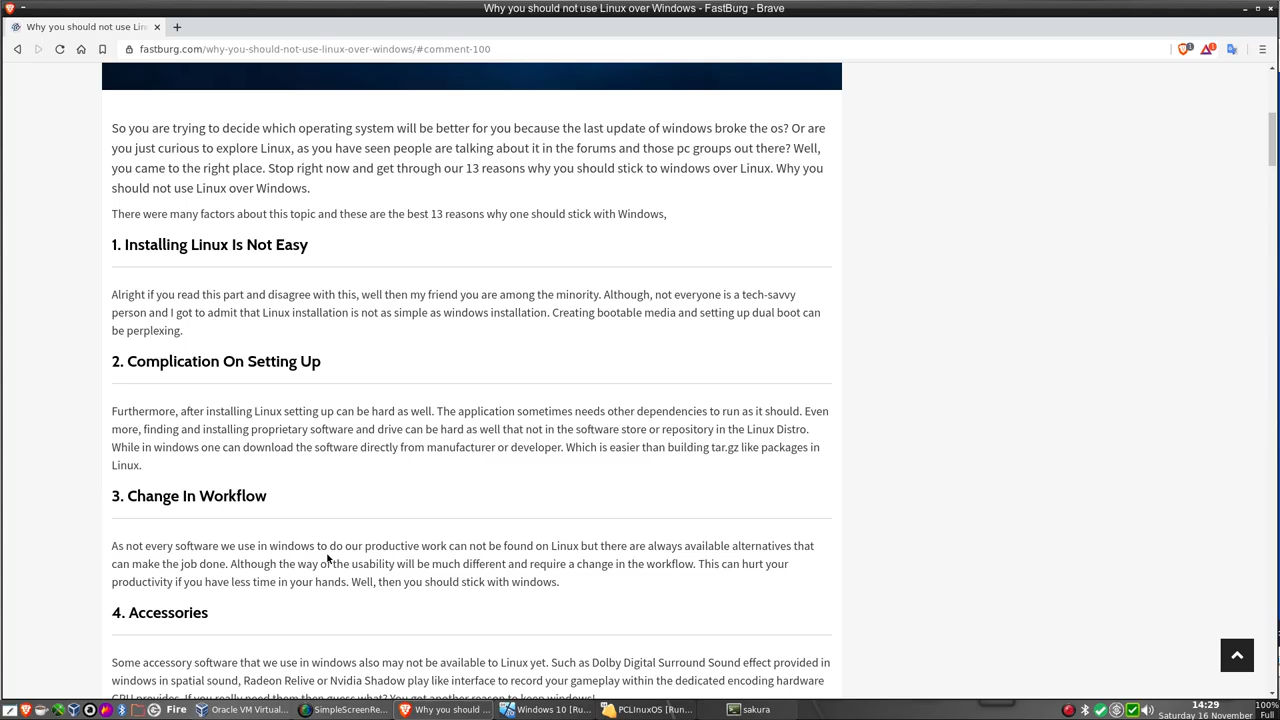 Why you should not use Linux over Windows - FastBurg - Brave
Why you should not use Lin
fastburg.com/why-you-should-not-use-linux-over-windows/#comment-100
So you are trying to decide which operating system will be better for you because the last update of windows broke the os? Or are
you just curious to explore Linux, as you have seen people are talking about it in the forums and those pc groups out there? Well,
you came to the right place. Stop right now and get through our 13 reasons why you should stick to windows over Linux. Why you
should not use Linux over Windows.
There were many factors about this topic and these are the best 13 reasons why one should stick with Windows,
1. Installing Linux Is Not Easy
Alright if you read this part and disagree with this, well then my friend you are among the minority. Although, not everyone is a tech-savvy
person and I got to admit that Linux installation is not as simple as windows installation. Creating bootable media and setting up dual boot can
be perplexing.
2. Complication On Setting Up
Furthermore, after installing Linux setting up can be hard as well. The application sometimes needs other dependencies to run as it should. Even
more, finding and installing proprietary software and drive can be hard as well that not in the software store or repository in the Linux Distro.
While in windows one can download the software directly from manufacturer or developer. Which is easier than building tar.gz like packages in
Linux.
3. Change In Workflow
As not every software we use in windows to do our productive work can not be found on Linux but there are always available alternatives that
can make the job done. Although the way of the usability will be much different and require a change in the workflow. This can hurt your
productivity if you have less time in your hands. Well, then you should stick with windows.
4. Accessories
Some accessory software that we use in windows also may not be available to Linux yet. Such as Dolby Digital Surround Sound effect provided in
windows in spatial sound, Radeon Relive or Nvidia Shadow play like interface to record your gameplay within the dedicated encoding hardware
GPU provides. If you really need them then guess what? You got another reason to keep windows!
Fire
Oracle VM Virtual...
SimpleScreenRe...
Why you should ...
Windows 10 [Ru...
PCLinuxOS [Run...
sakura
14:29
Saturday 16 November
100%
Full